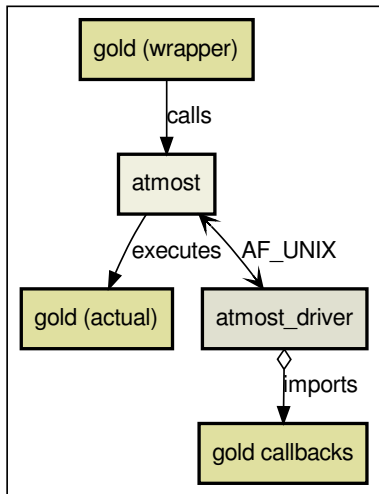 gold (wrapper)
calls
atmost
executes
AF_UNIX
gold (actual)
atmost_driver
imports
gold callbacks